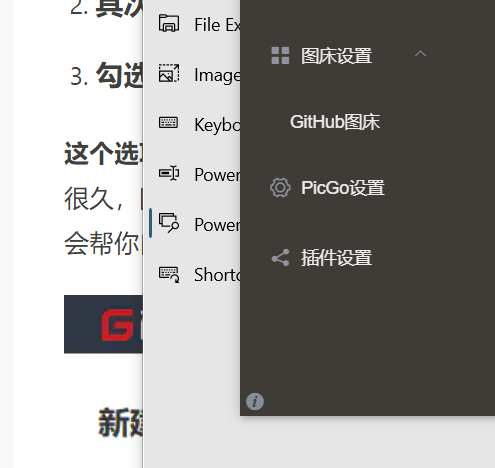 2. 其次
3. 勾选
这个选项
很久，
会帮你
G
新建
File Ex
Image
Keybo
Power
Power
Shortc
图床设置
GitHub图床
PicGo设置
插件设置
i